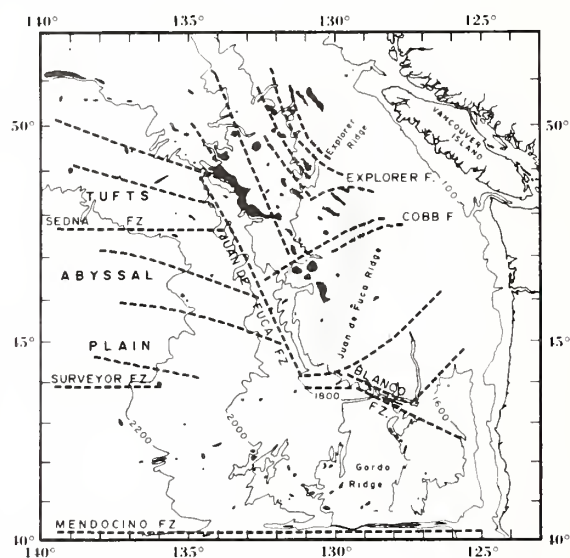 140° 135° 130° 125°
50° 50°
VANCOUVER
ISLAND
Explorer
Ridge
100
TUFTS
EXPLORER F.
SEDNA FZ
COBB F
JUAN DE FUCA FZ
ABYSSAL
Juan de Fuca Ridge
45° 45°
PLAIN
SURVEYOR FZ
BLANCO
FZ.
1800
1600
2200
2000
Gorda
Ridge
MENDOCINO FZ
40° 40°
140° 135° 130° 125°